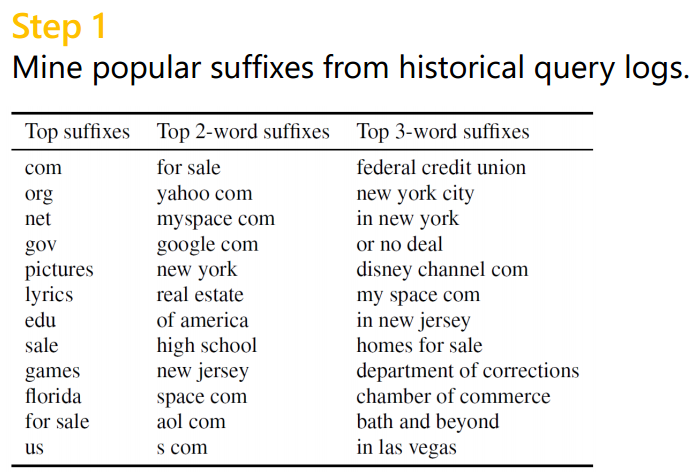 Step 1
Mine popular suffixes from historical query logs.
Top suffixes Top 2-word suffixes Top 3-word suffixes
com for sale federal credit union
org yahoo com new york city
net myspace com in new york
gov google com or no deal
pictures new york disney channel com
lyrics real estate my space com
edu of america in new jersey
sale high school homes for sale
games new jersey department of corrections
florida space com chamber of commerce
for sale aol com bath and beyond
us s com in las vegas